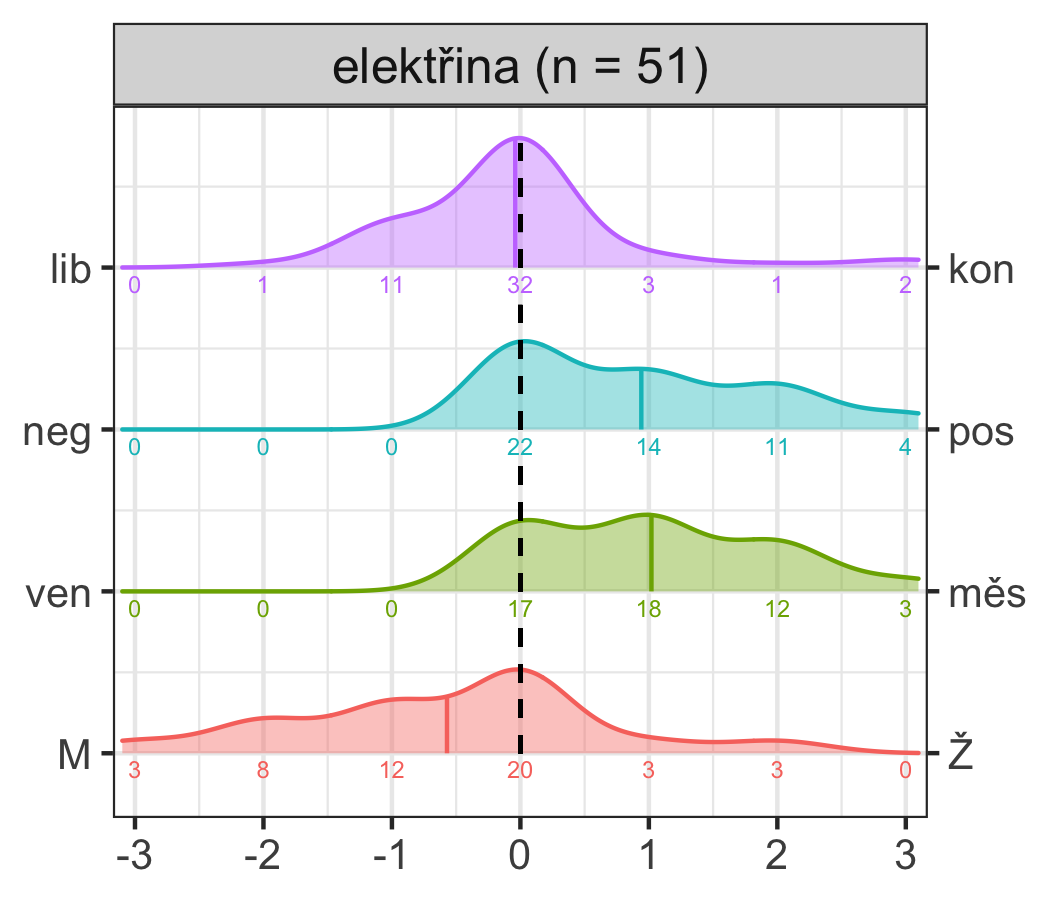 elektřina (n = 51)
lib kon
0 1 11 32 3 1 2
neg pos
0 0 0 22 14 11 4
ven měs
0 0 0 17 18 12 3
M Ž
3 8 12 20 3 3 0
-3 -2 -1 0 1 2 3